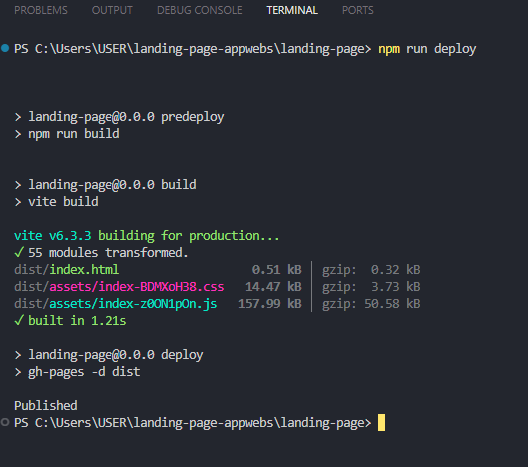 PROBLEMS OUTPUT DEBUG CONSOLE TERMINAL PORTS
PS C:\Users\USER\landing-page-appwebs\landing-page> npm run deploy
> landing-page@0.0.0 predeploy
> npm run build
> landing-page@0.0.0 build
> vite build
vite v6.3.3 building for production...
✓ 55 modules transformed.
dist/index.html 0.51 kB │ gzip: 0.32 kB
dist/assets/index-BDMXoH38.css 14.47 kB │ gzip: 3.73 kB
dist/assets/index-z0ON1pOn.js 157.99 kB │ gzip: 50.58 kB
✓ built in 1.21s
> landing-page@0.0.0 deploy
> gh-pages -d dist
Published
PS C:\Users\USER\landing-page-appwebs\landing-page>